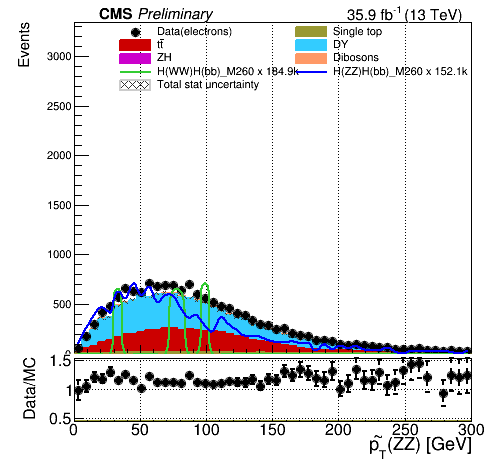 CMS Preliminary 35.9 fb⁻¹ (13 TeV)
Data(electrons) Single top
tt̄ DY
ZH Dibosons
H(WW)H(bb)_M260 x 184.9k H(ZZ)H(bb)_M260 x 152.1k
Total stat uncertainty
Events
3000
2500
2000
1500
1000
500
0
Data/MC
1.5
1.0
0.5
0 50 100 150 200 250 300
p̃_T(ZZ) [GeV]